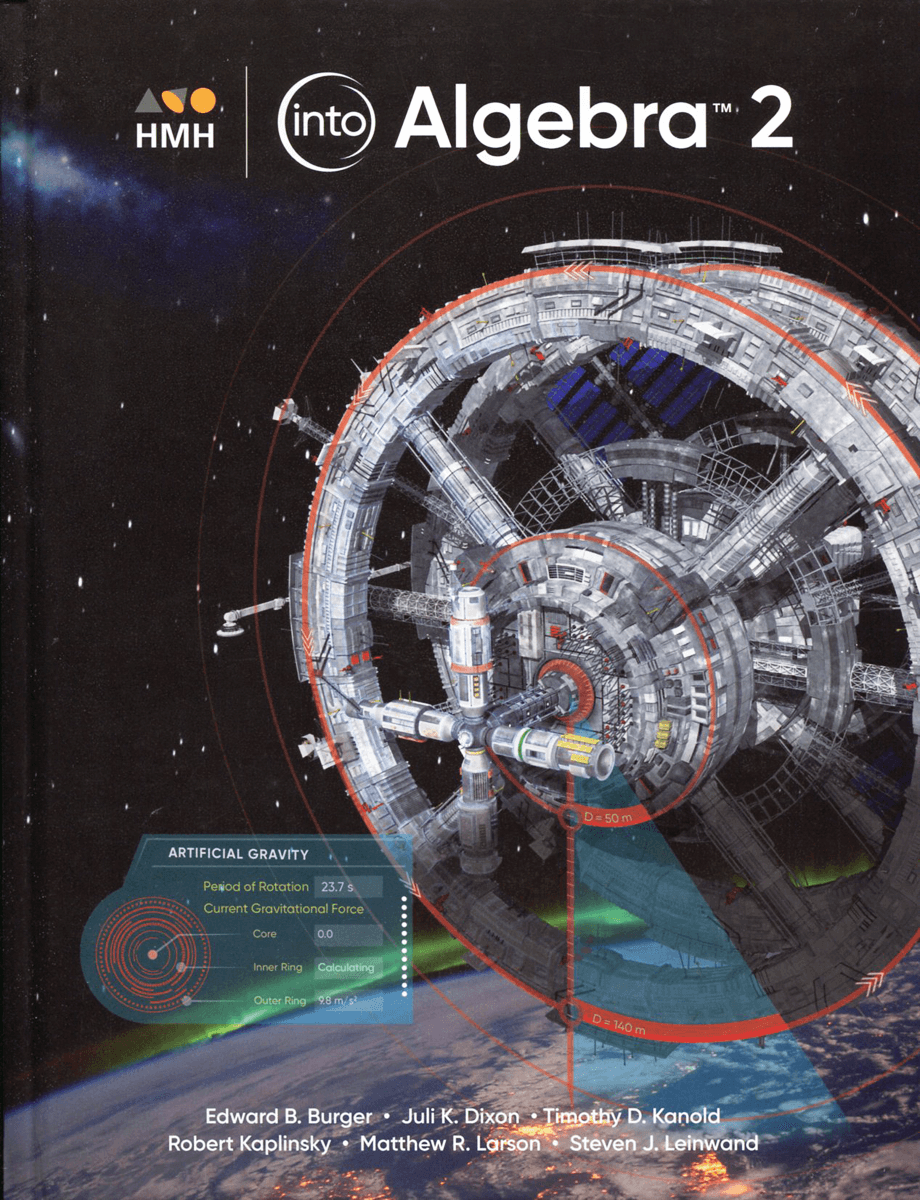 HMH
into Algebra™ 2
D = 50 m
ARTIFICIAL GRAVITY
Period of Rotation 23.7 s
Current Gravitational Force
Core 0.0
Inner Ring Calculating
Outer Ring 9.8 m/s²
D = 140 m
Edward B. Burger • Juli K. Dixon • Timothy D. Kanold
Robert Kaplinsky • Matthew R. Larson • Steven J. Leinwand